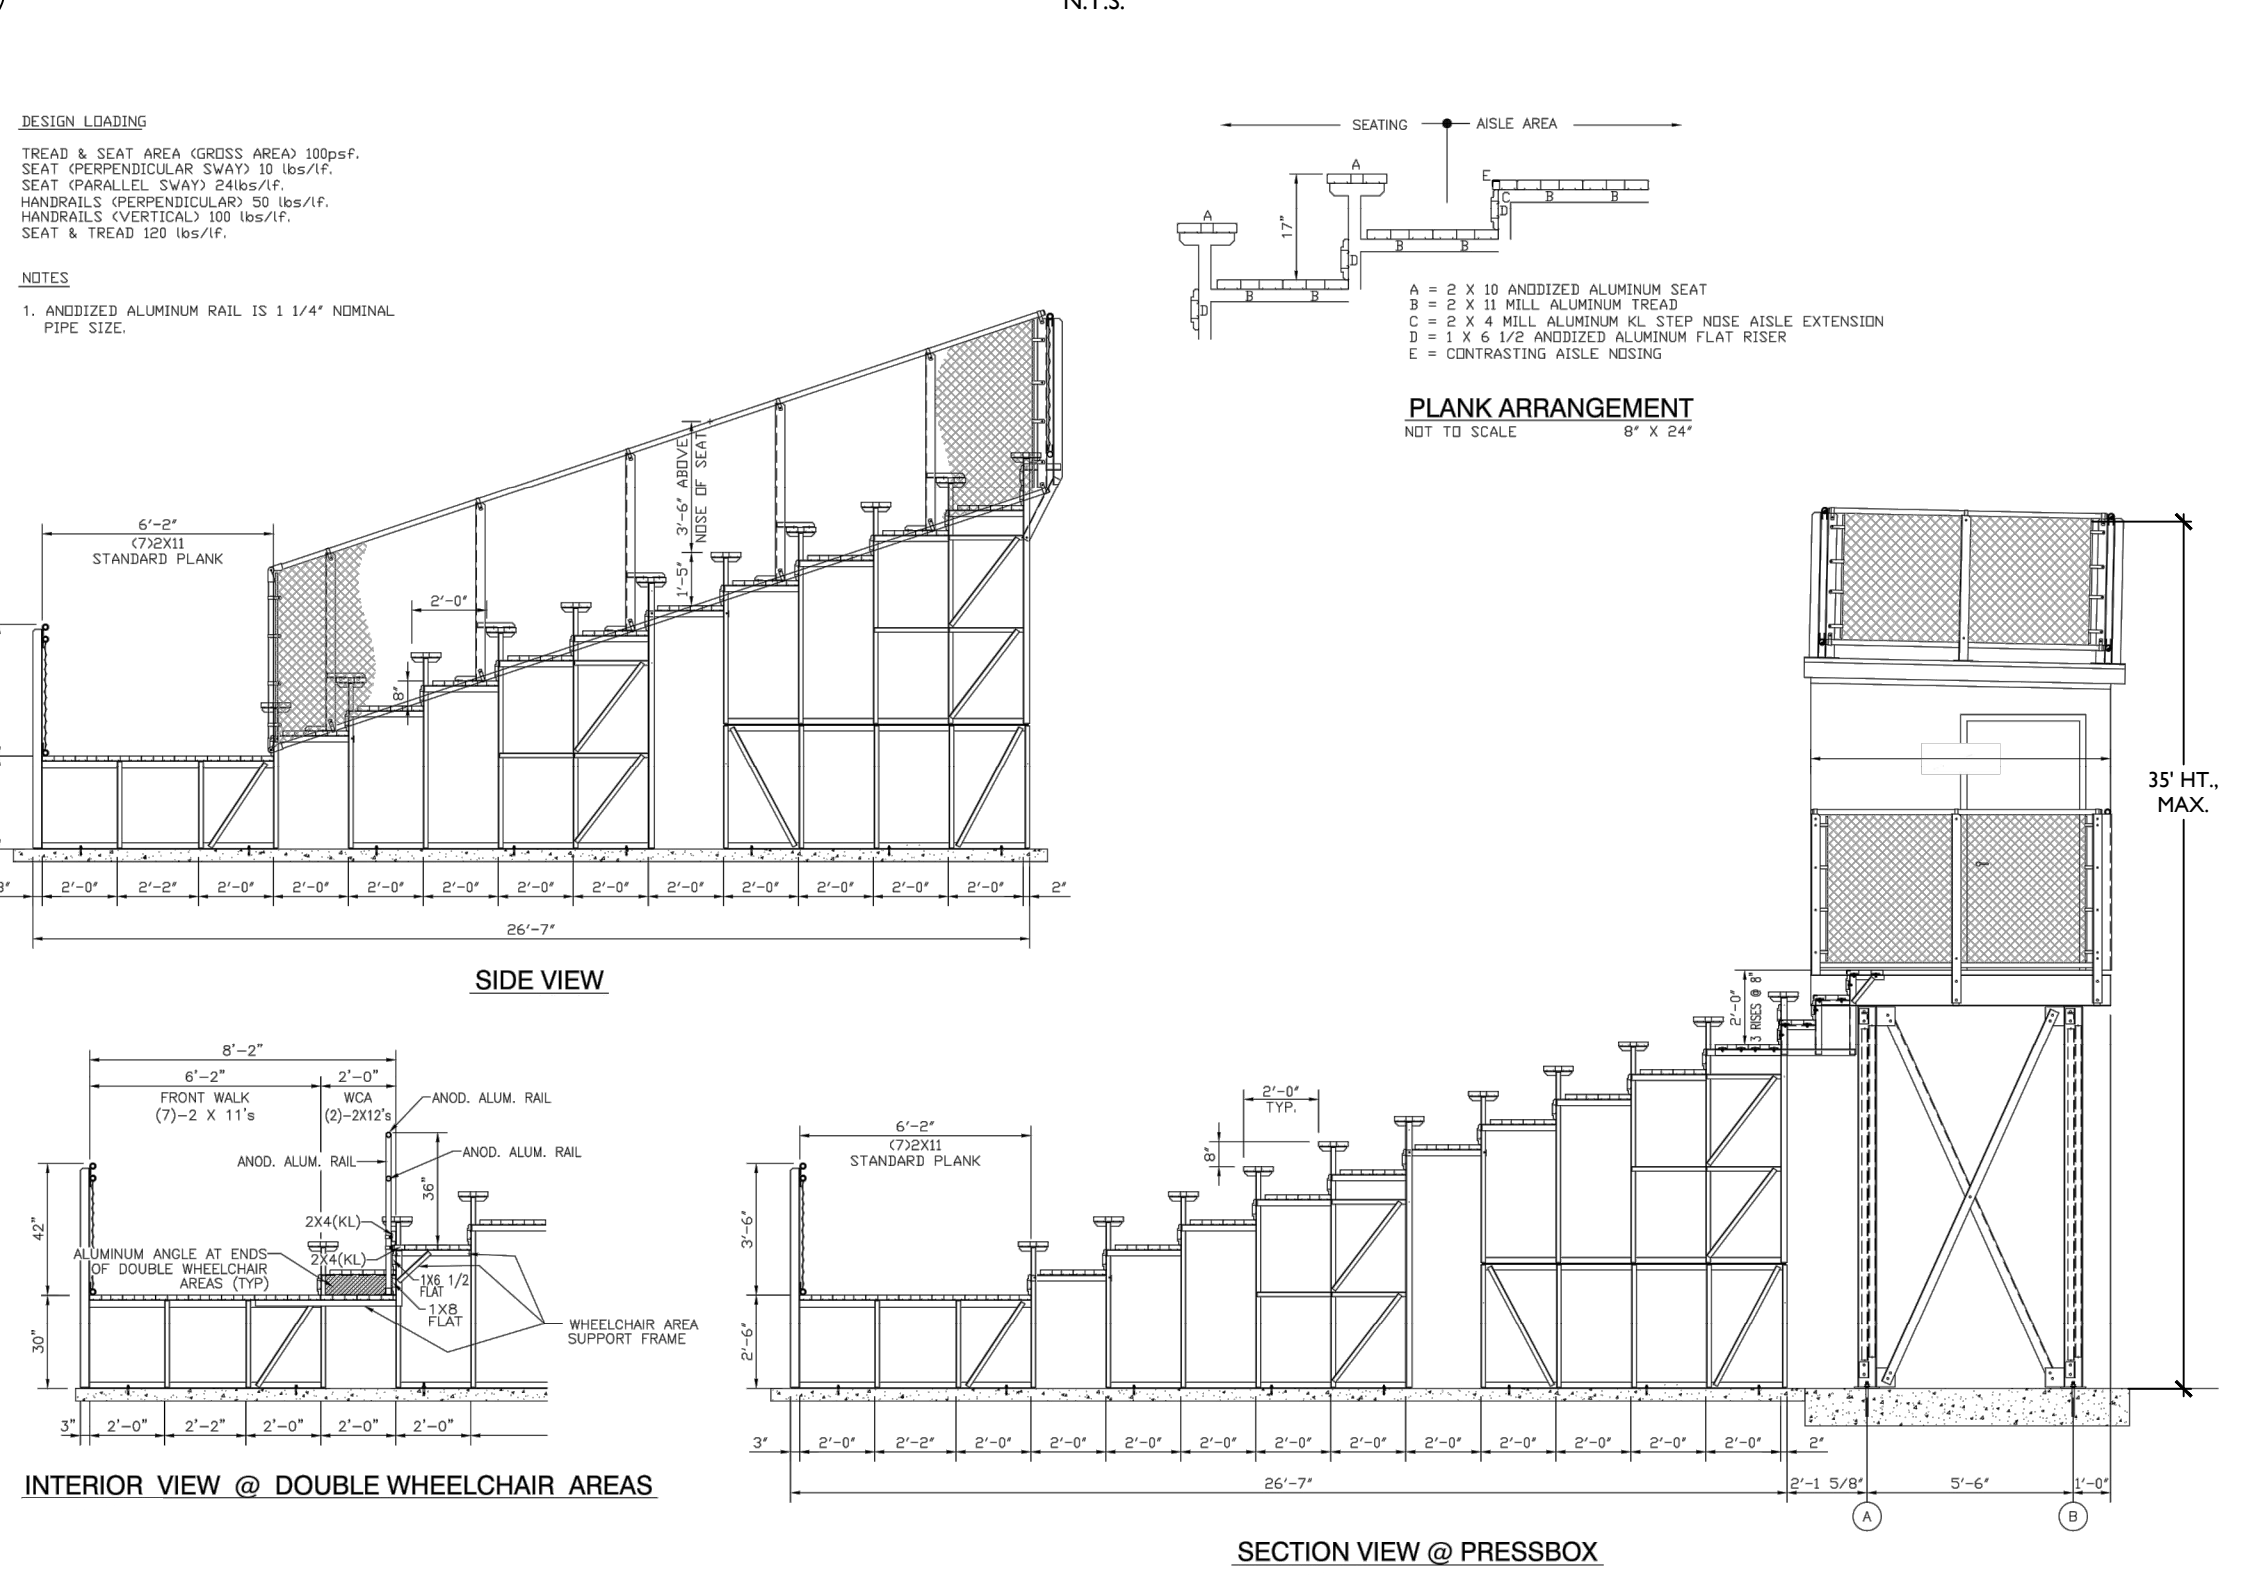 N.T.S.
DESIGN LOADING
TREAD & SEAT AREA (GROSS AREA) 100psf.
SEAT (PERPENDICULAR SWAY) 10 lbs/lf.
SEAT (PARALLEL SWAY) 24lbs/lf.
HANDRAILS (PERPENDICULAR) 50 lbs/lf.
HANDRAILS (VERTICAL) 100 lbs/lf.
SEAT & TREAD 120 lbs/lf.
NOTES
1. ANODIZED ALUMINUM RAIL IS 1 1/4" NOMINAL
PIPE SIZE.
SEATING
AISLE AREA
A
A
E
C
D
B
B
17"
B
B
D
B
B
D
A = 2 X 10 ANODIZED ALUMINUM SEAT
B = 2 X 11 MILL ALUMINUM TREAD
C = 2 X 4 MILL ALUMINUM KL STEP NOSE AISLE EXTENSION
D = 1 X 6 1/2 ANODIZED ALUMINUM FLAT RISER
E = CONTRASTING AISLE NOSING
PLANK ARRANGEMENT
NOT TO SCALE 8" X 24"
6'-2"
(7)2X11
STANDARD PLANK
2'-0"
8"
3'-6" ABOVE
NOSE OF SEAT
1'-5"
2'-0" 2'-2" 2'-0" 2'-0" 2'-0" 2'-0" 2'-0" 2'-0" 2'-0" 2'-0" 2'-0" 2'-0" 2'-0" 2"
26'-7"
SIDE VIEW
35' HT.,
MAX.
8'-2"
6'-2" 2'-0"
FRONT WALK WCA
(7)-2 X 11's (2)-2X12's
ANOD. ALUM. RAIL
ANOD. ALUM. RAIL
ANOD. ALUM. RAIL
36"
42"
30"
2X4(KL)
ALUMINUM ANGLE AT ENDS
OF DOUBLE WHEELCHAIR
AREAS (TYP)
2X4(KL)
1X6 1/2
FLAT
1X8
FLAT
WHEELCHAIR AREA
SUPPORT FRAME
3" 2'-0" 2'-2" 2'-0" 2'-0" 2'-0"
INTERIOR VIEW @ DOUBLE WHEELCHAIR AREAS
6'-2"
(7)2X11
STANDARD PLANK
3'-6"
2'-6"
8"
2'-0"
TYP.
2'-0"
3 RISES @ 8"
3" 2'-0" 2'-2" 2'-0" 2'-0" 2'-0" 2'-0" 2'-0" 2'-0" 2'-0" 2'-0" 2'-0" 2'-0" 2'-0" 2"
26'-7" 2'-1 5/8" 5'-6" 1'-0"
A B
SECTION VIEW @ PRESSBOX